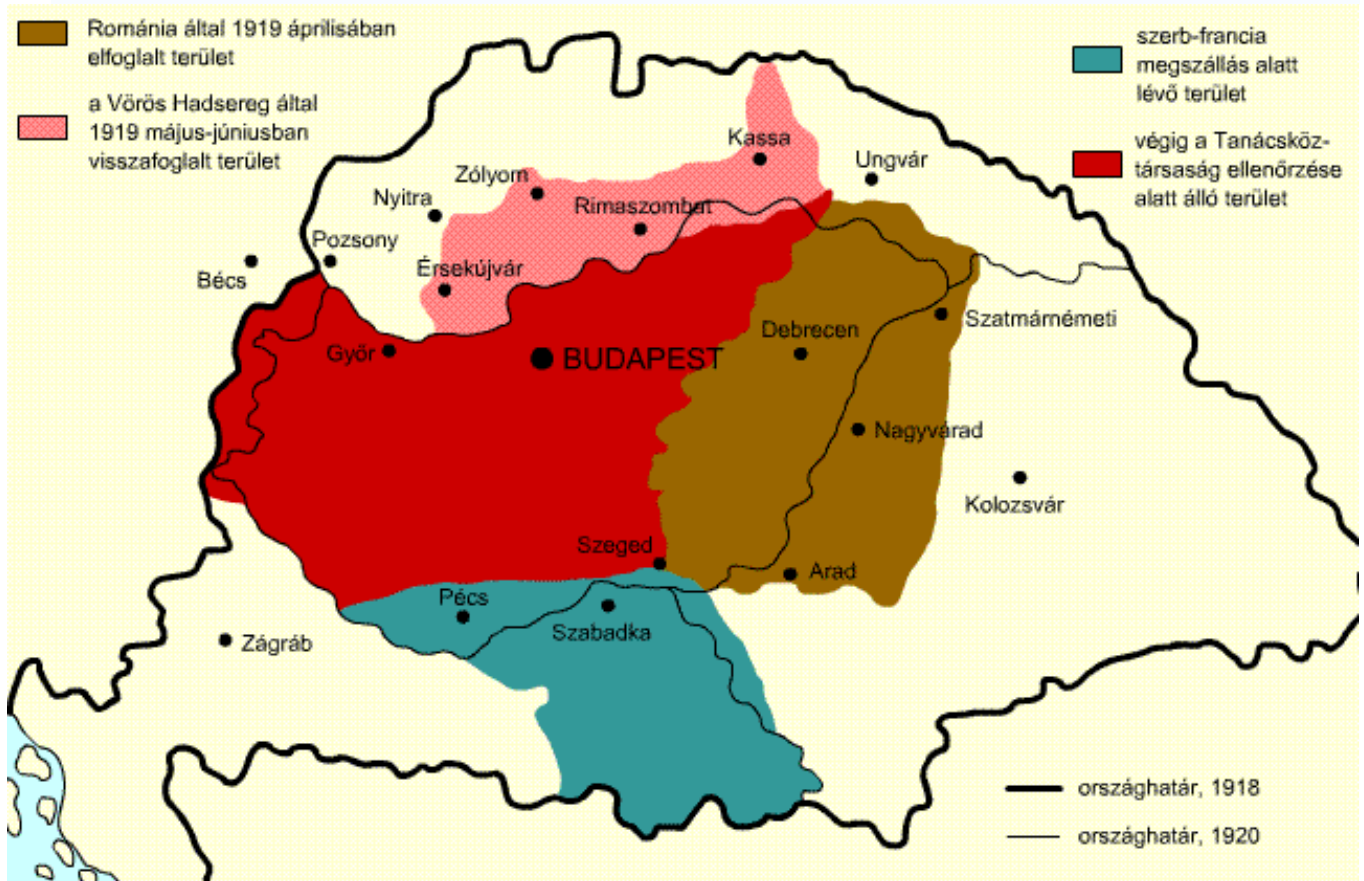 Románia által 1919 áprilisában
elfoglalt terület
a Vörös Hadsereg által
1919 május-júniusban
visszafoglalt terület
szerb-francia
megszállás alatt
lévő terület
végig a Tanácsköz-
társaság ellenőrzése
alatt álló terület
Kassa
Ungvár
Zólyom
Nyitra
Rimaszombat
Pozsony
Bécs
Érsekújvár
Szatmárnémeti
Debrecen
Győr
BUDAPEST
Nagyvárad
Kolozsvár
Szeged
Arad
Pécs
Szabadka
Zágráb
országhatár, 1918
országhatár, 1920